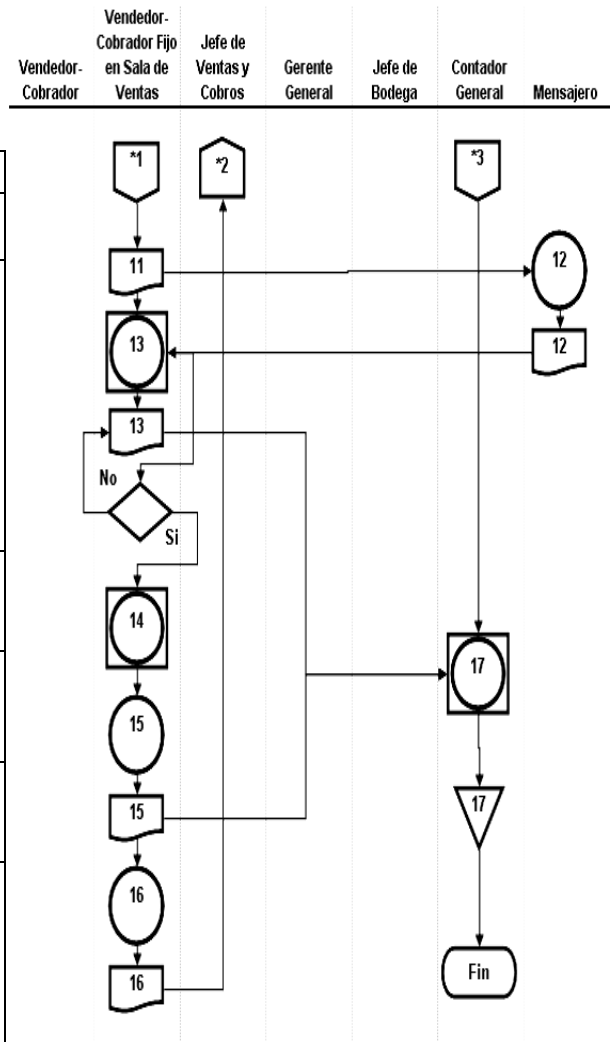 Vendedor-
Cobrador
Vendedor-
Cobrador Fijo
en Sala de
Ventas
Jefe de
Ventas y
Cobros
Gerente
General
Jefe de
Bodega
Contador
General
Mensajero
*1
*2
*3
11
12
13
12
13
No
Si
14
17
15
17
15
16
Fin
16